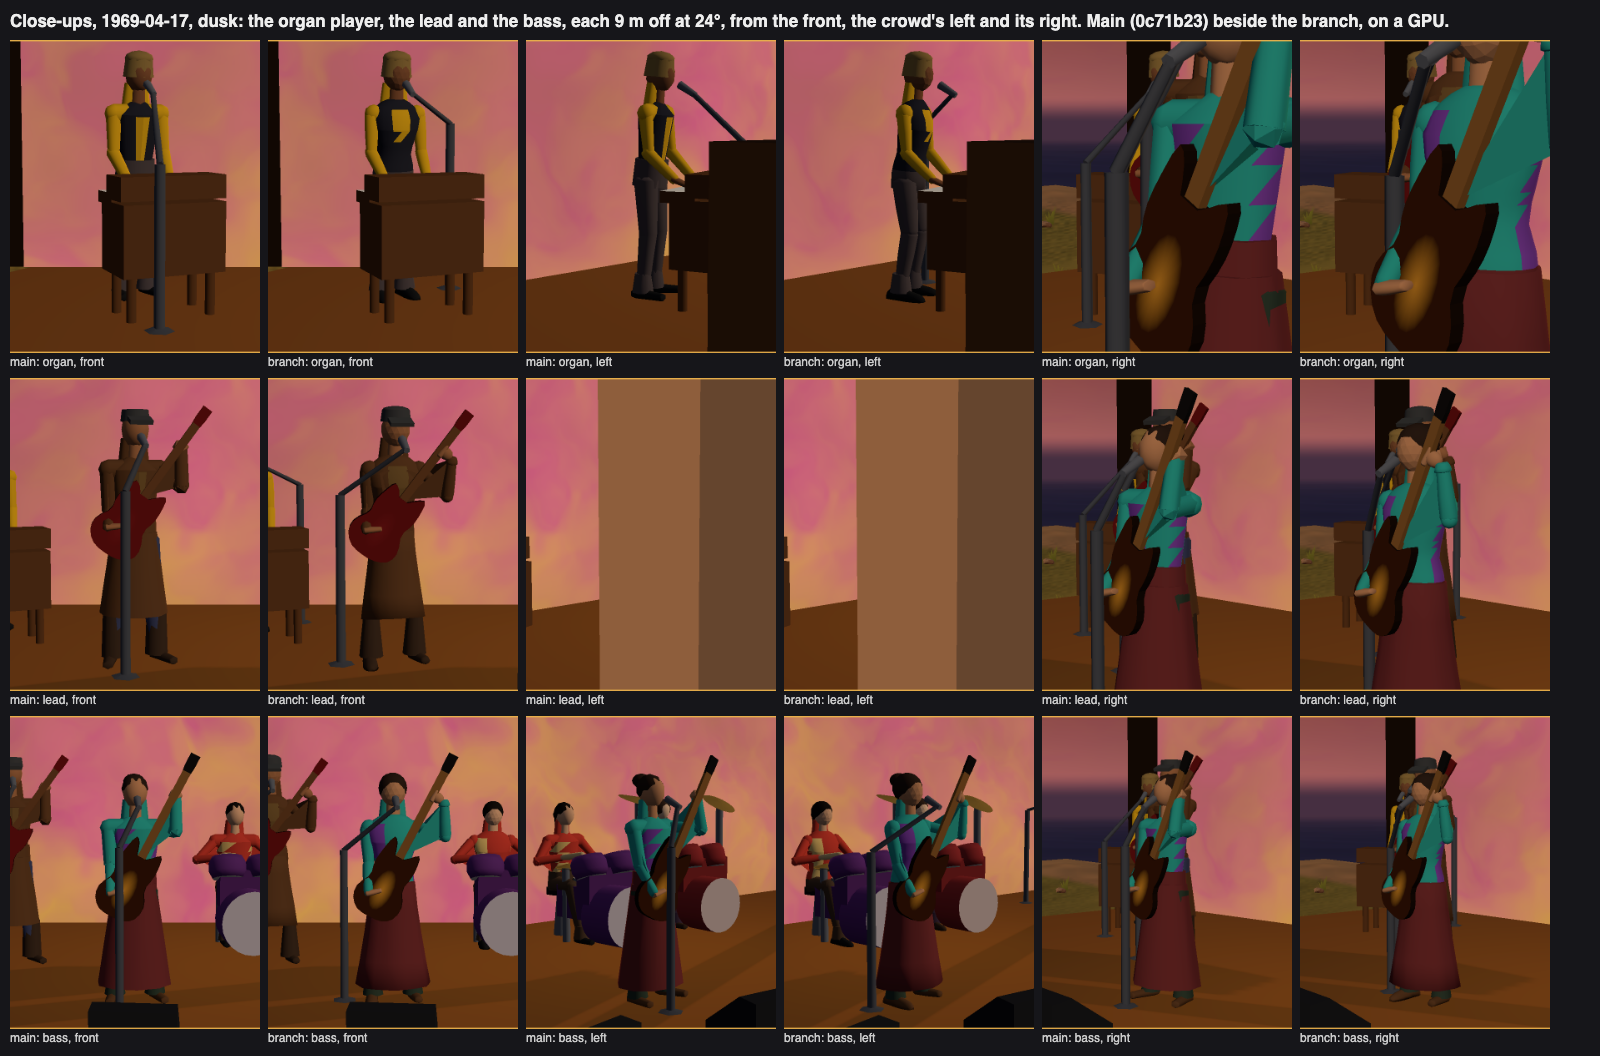 Close-ups, 1969-04-17, dusk: the organ player, the lead and the bass, each 9 m off at 24°, from the front, the crowd's left and its right. Main (0c71b23) beside the branch, on a GPU.
main: organ, front
branch: organ, front
main: organ, left
branch: organ, left
main: organ, right
branch: organ, right
main: lead, front
branch: lead, front
main: lead, left
branch: lead, left
main: lead, right
branch: lead, right
main: bass, front
branch: bass, front
main: bass, left
branch: bass, left
main: bass, right
branch: bass, right